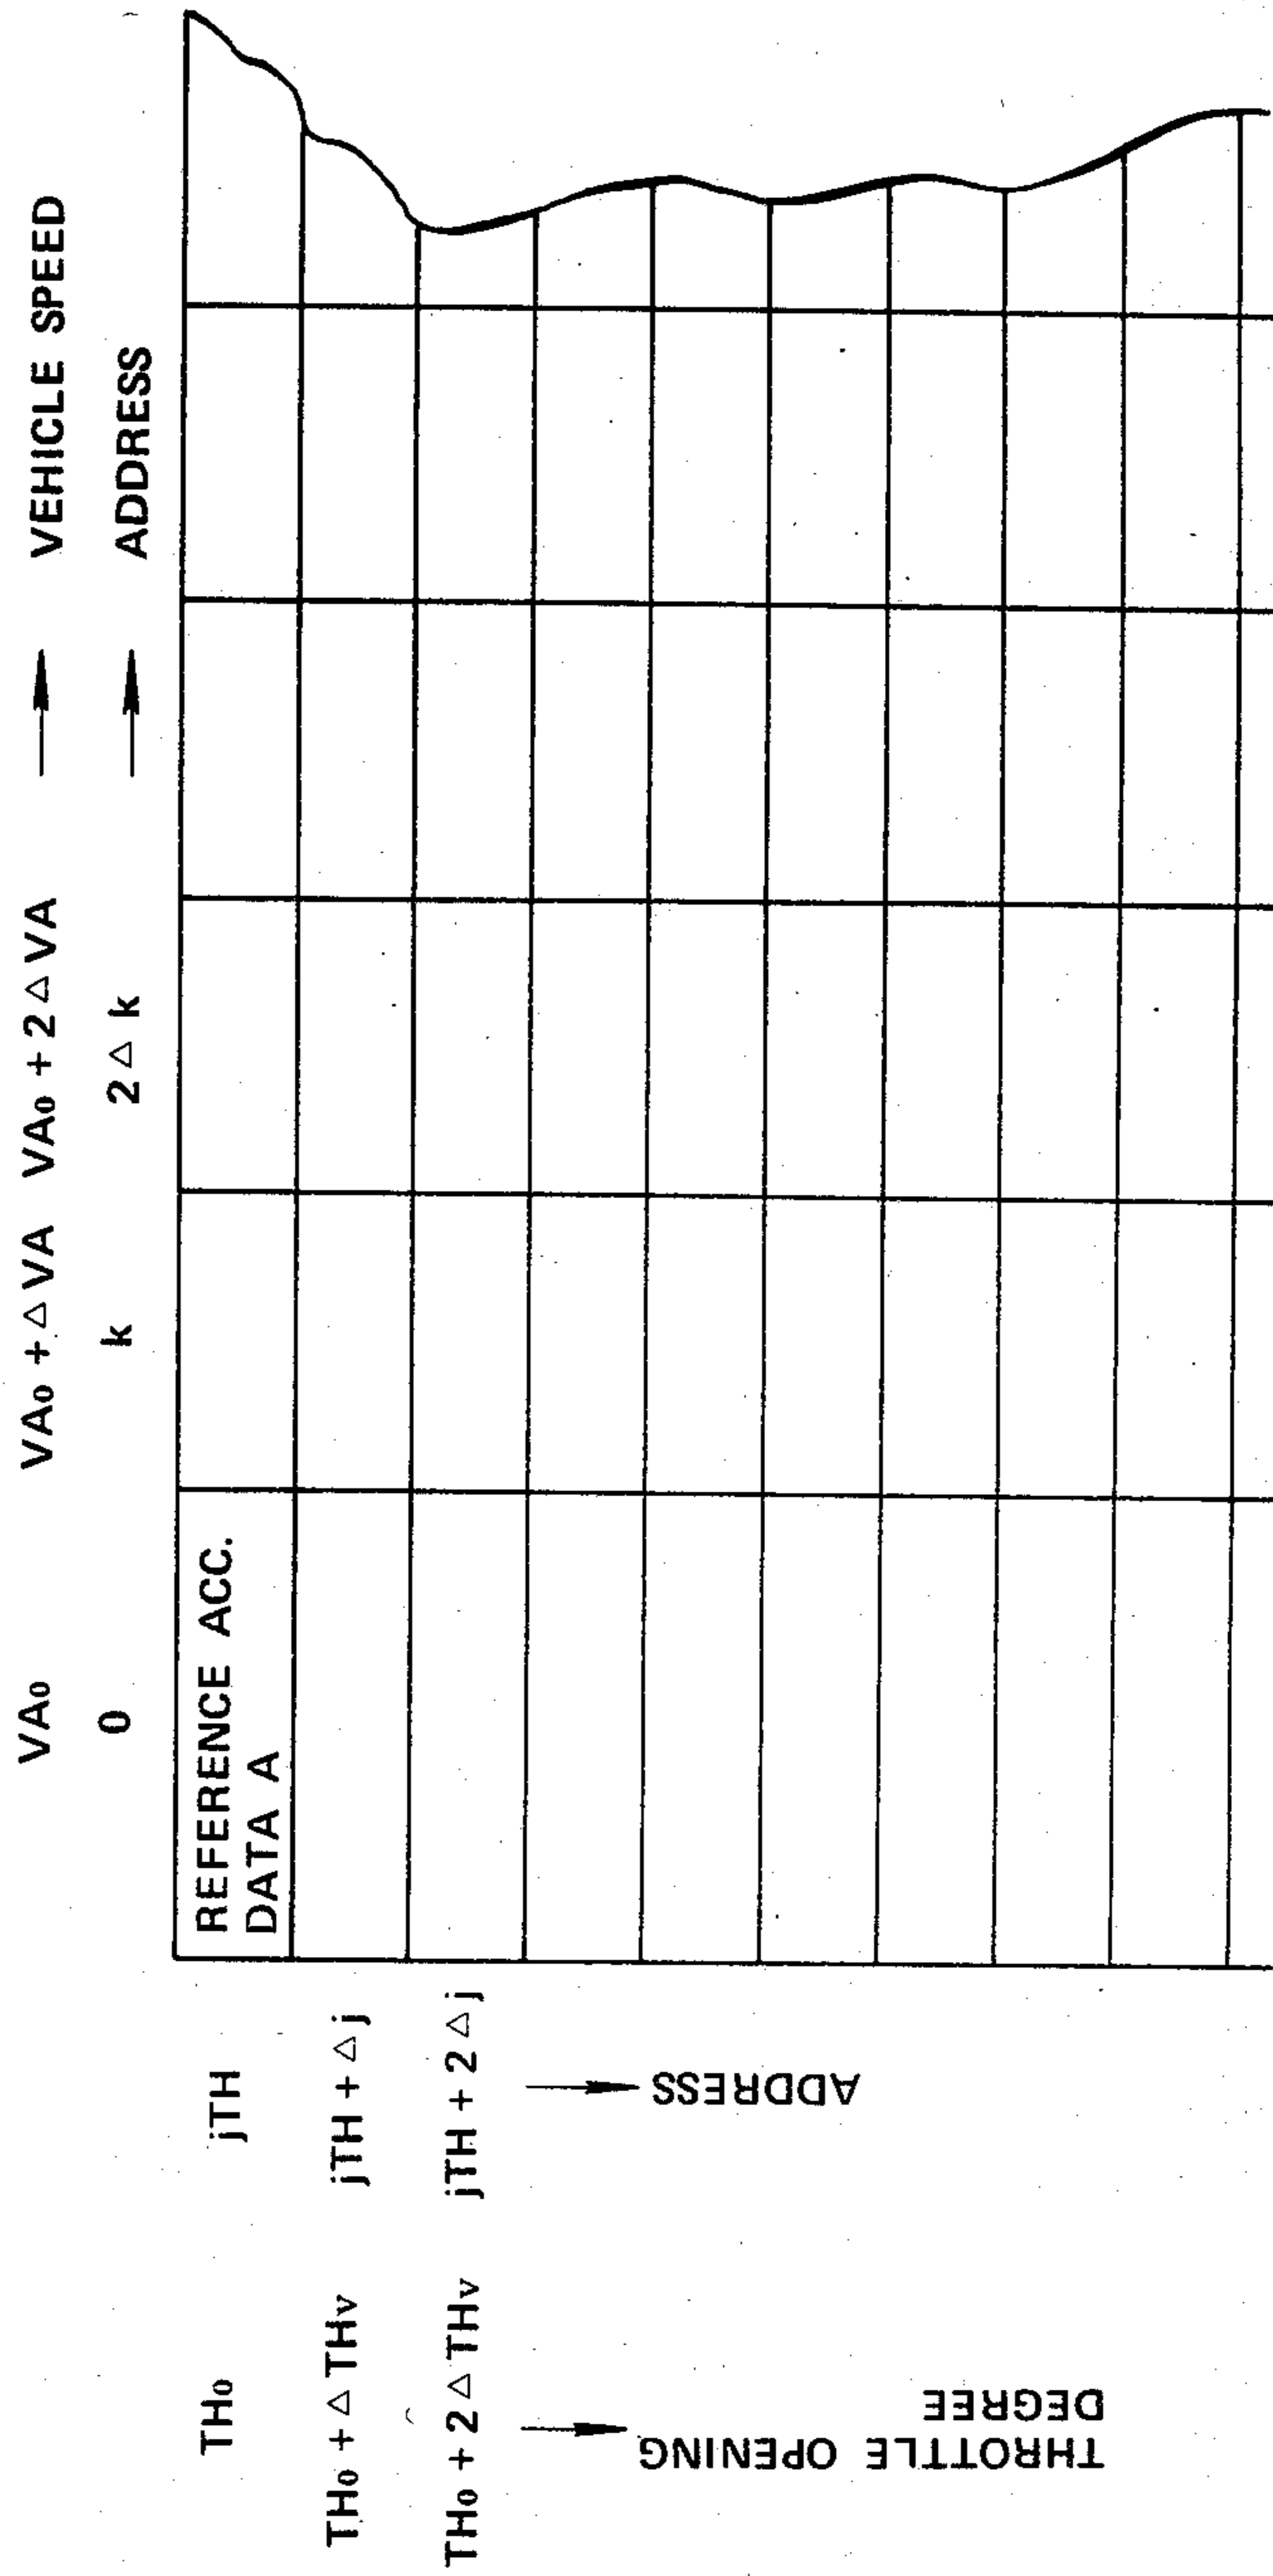 VA₀ VA₀ + △VA VA₀ + 2△VA → VEHICLE SPEED
0 k 2△k → ADDRESS
TH₀ jTH REFERENCE ACC.
DATA A
TH₀ + △THv jTH + △j
TH₀ + 2△THv jTH + 2△j
THROTTLE OPENING
DEGREE
ADDRESS